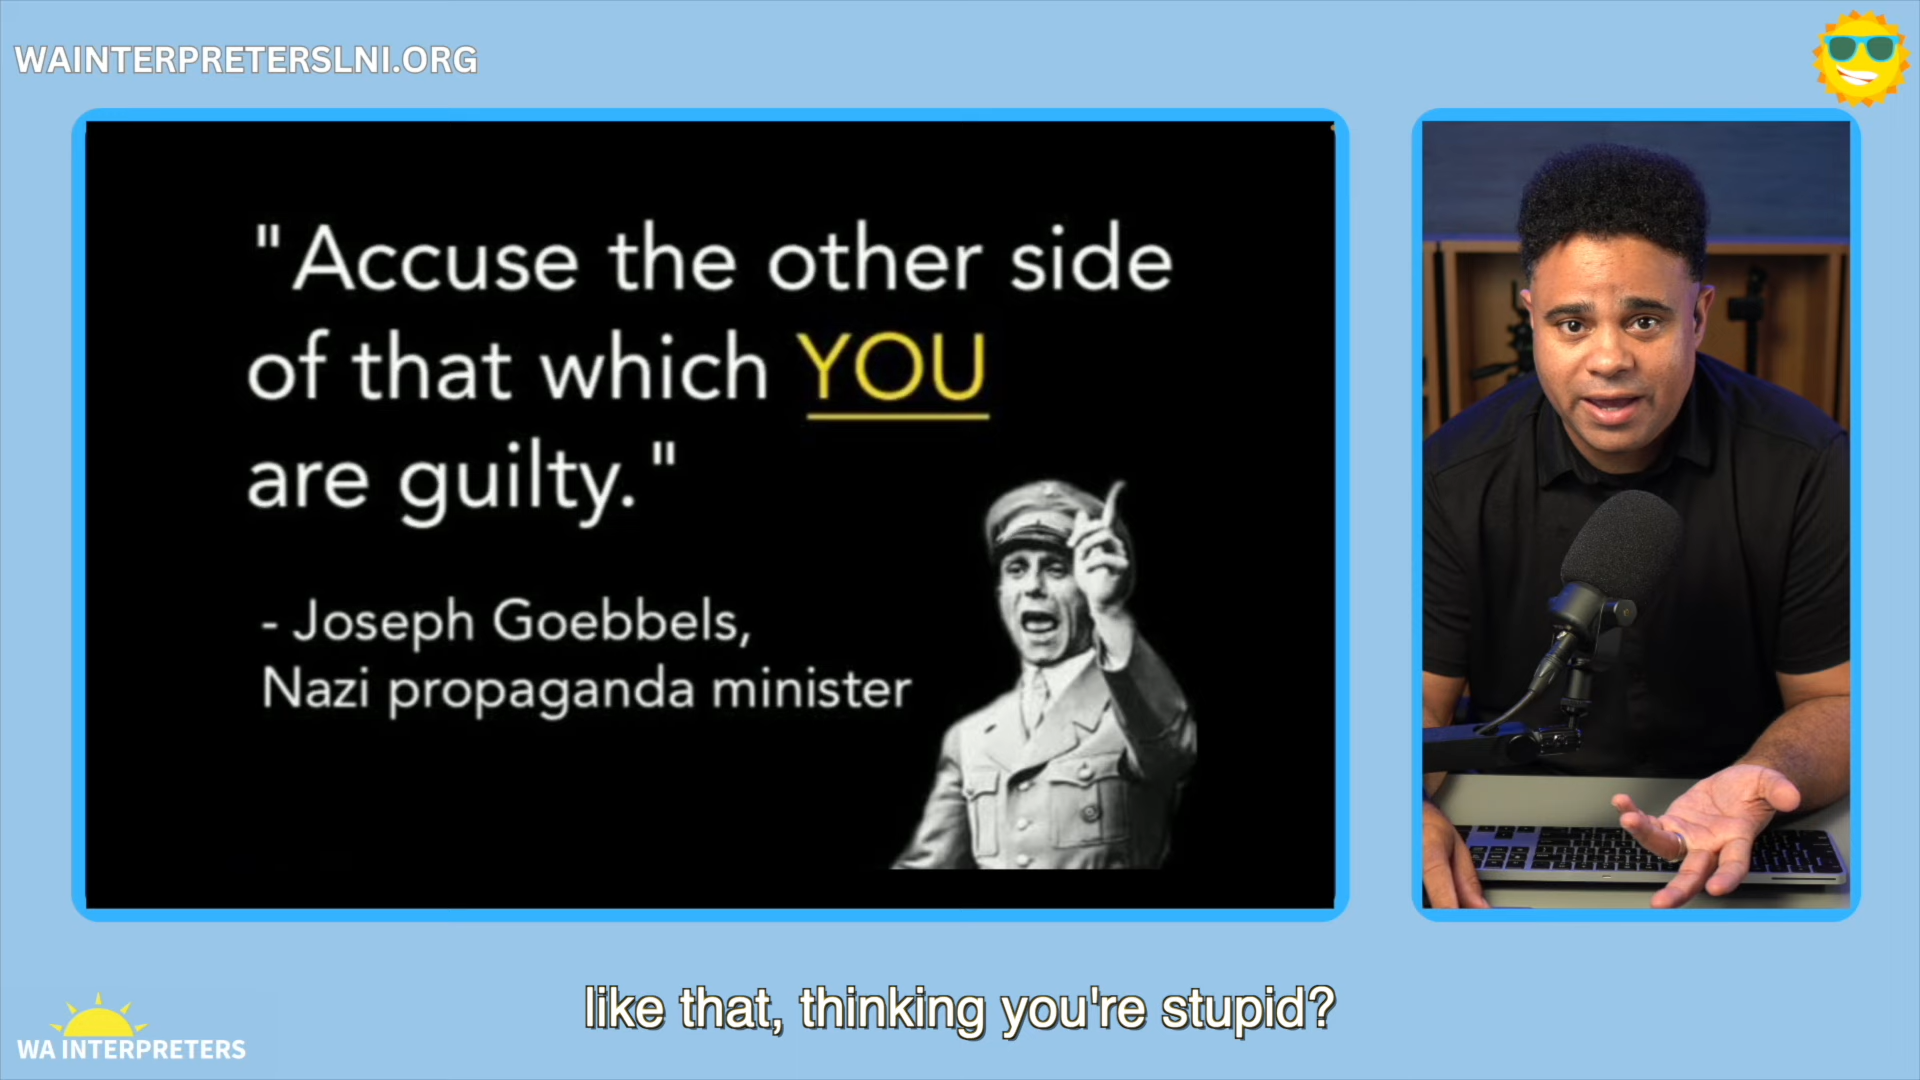 WAINTERPRETERSLNI.ORG
"Accuse the other side
of that which YOU
are guilty."
- Joseph Goebbels,
Nazi propaganda minister
like that, thinking you're stupid?
WA INTERPRETERS